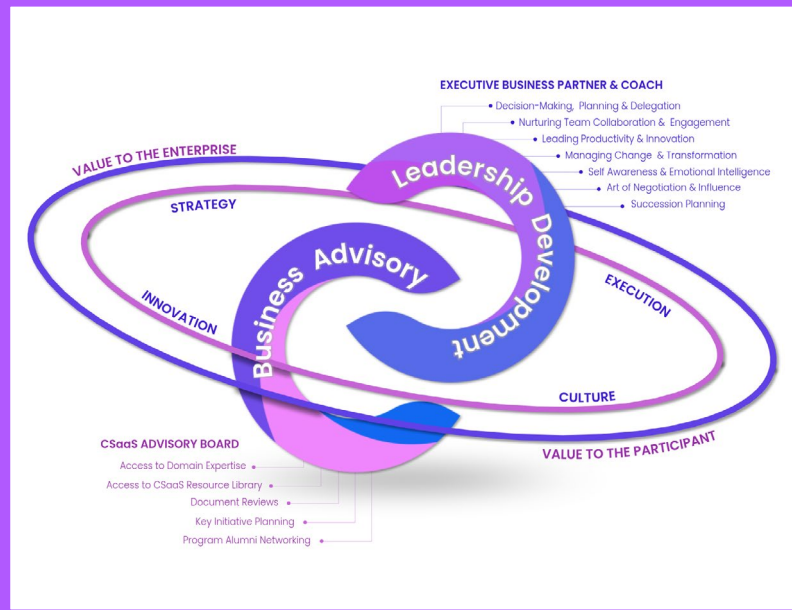 EXECUTIVE BUSINESS PARTNER & COACH
Decision-Making, Planning & Delegation
Nurturing Team Collaboration & Engagement
Leading Productivity & Innovation
Managing Change & Transformation
Self Awareness & Emotional Intelligence
Art of Negotiation & Influence
Succession Planning
VALUE TO THE ENTERPRISE
STRATEGY
Leadership Development
Business Advisory
INNOVATION
EXECUTION
CULTURE
VALUE TO THE PARTICIPANT
CSaaS ADVISORY BOARD
Access to Domain Expertise
Access to CSaaS Resource Library
Document Reviews
Key Initiative Planning
Program Alumni Networking